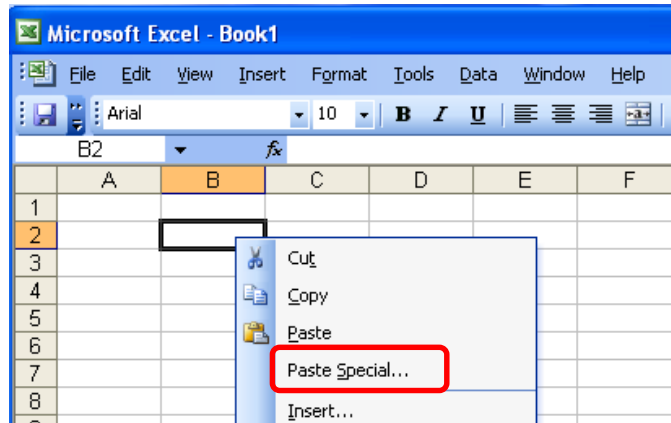 Microsoft Excel - Book1
File Edit View Insert Format Tools Data Window Help
Arial 10 B I U a
B2 fx
A B C D E F
1
2
3 Cut
4 Copy
5
6 Paste
7 Paste Special...
8 Insert...